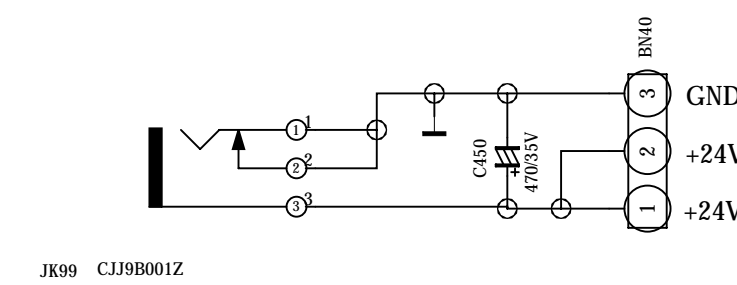 BN40
3 GND
1 1
C450
470/35V
+
2 +24V
2 2
3 3
1 +24V
JK99 CJJ9B001Z